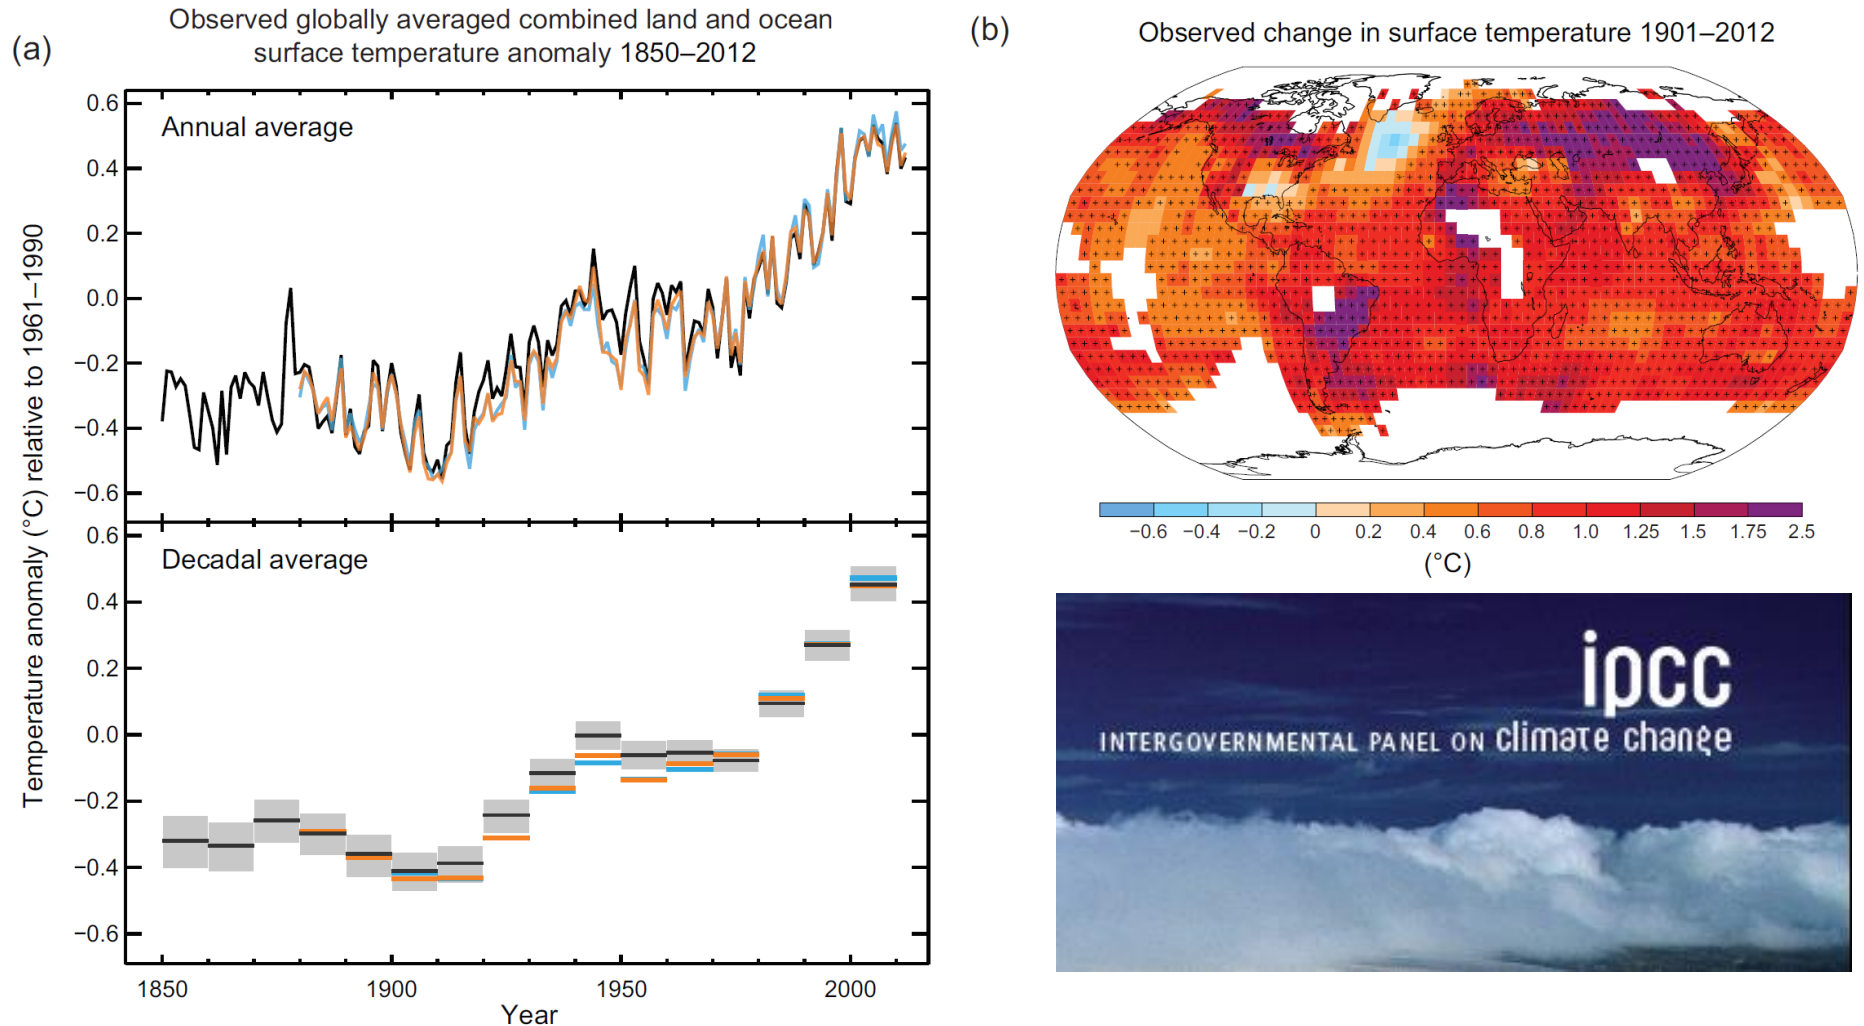 (a)
Observed globally averaged combined land and ocean
surface temperature anomaly 1850–2012
Temperature anomaly (°C) relative to 1961–1990
Annual average
0.6
0.4
0.2
0.0
−0.2
−0.4
−0.6
Decadal average
0.6
0.4
0.2
0.0
−0.2
−0.4
−0.6
1850 1900 1950 2000
Year
(b)
Observed change in surface temperature 1901–2012
−0.6 −0.4 −0.2 0 0.2 0.4 0.6 0.8 1.0 1.25 1.5 1.75 2.5
(°C)
ipcc
INTERGOVERNMENTAL PANEL ON climate change